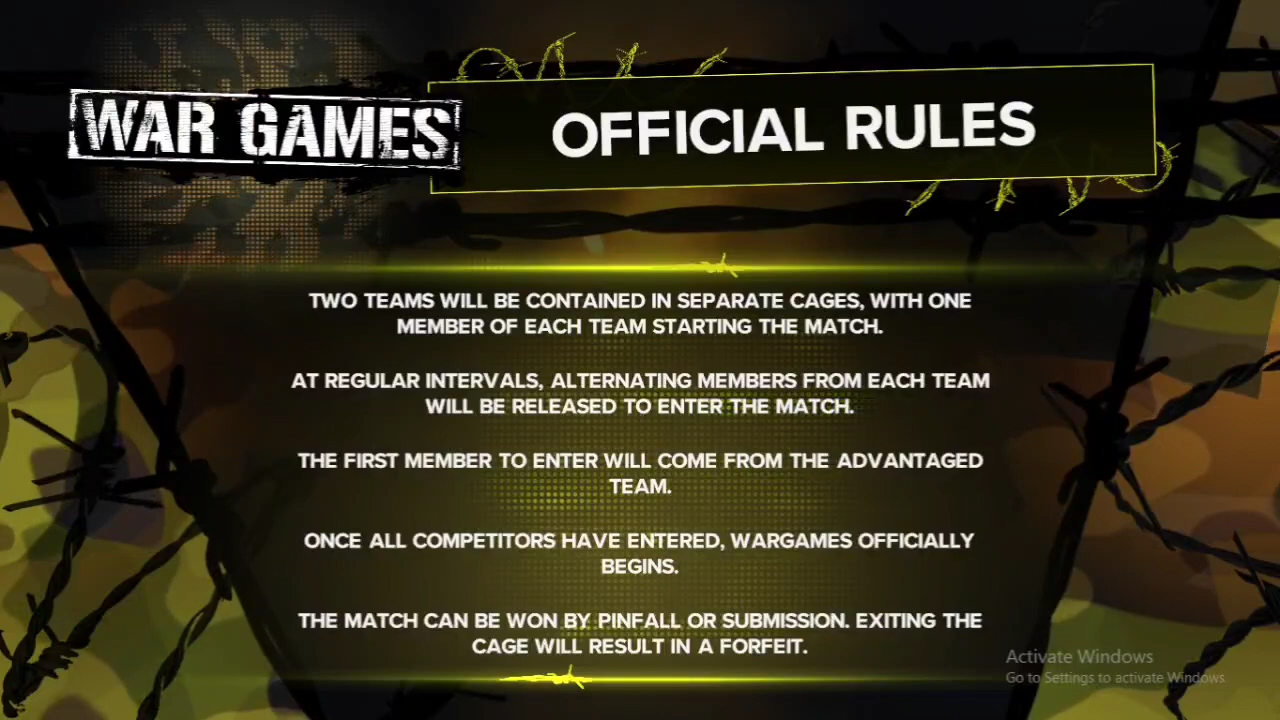 WAR GAMES
OFFICIAL RULES
TWO TEAMS WILL BE CONTAINED IN SEPARATE CAGES, WITH ONE
MEMBER OF EACH TEAM STARTING THE MATCH.
AT REGULAR INTERVALS, ALTERNATING MEMBERS FROM EACH TEAM
WILL BE RELEASED TO ENTER THE MATCH.
THE FIRST MEMBER TO ENTER WILL COME FROM THE ADVANTAGED
TEAM.
ONCE ALL COMPETITORS HAVE ENTERED, WARGAMES OFFICIALLY
BEGINS.
THE MATCH CAN BE WON BY PINFALL OR SUBMISSION. EXITING THE
CAGE WILL RESULT IN A FORFEIT.
Activate Windows
Go to Settings to activate Windows.